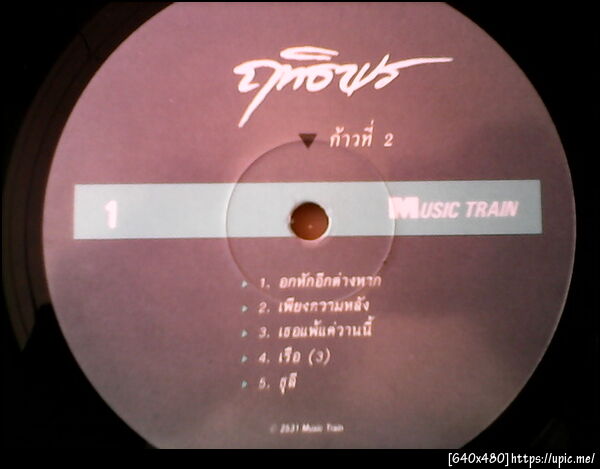 ฤทธิพร
ก้าวที่ 2
1
MUSIC TRAIN
1. อกหักอีกต่างหาก
2. เพียงความหลัง
3. เธอแพ้แค่วานนี้
4. เรือ (3)
5. ธุลี
© 2531 Music Train
[640x480]https://upic.me/